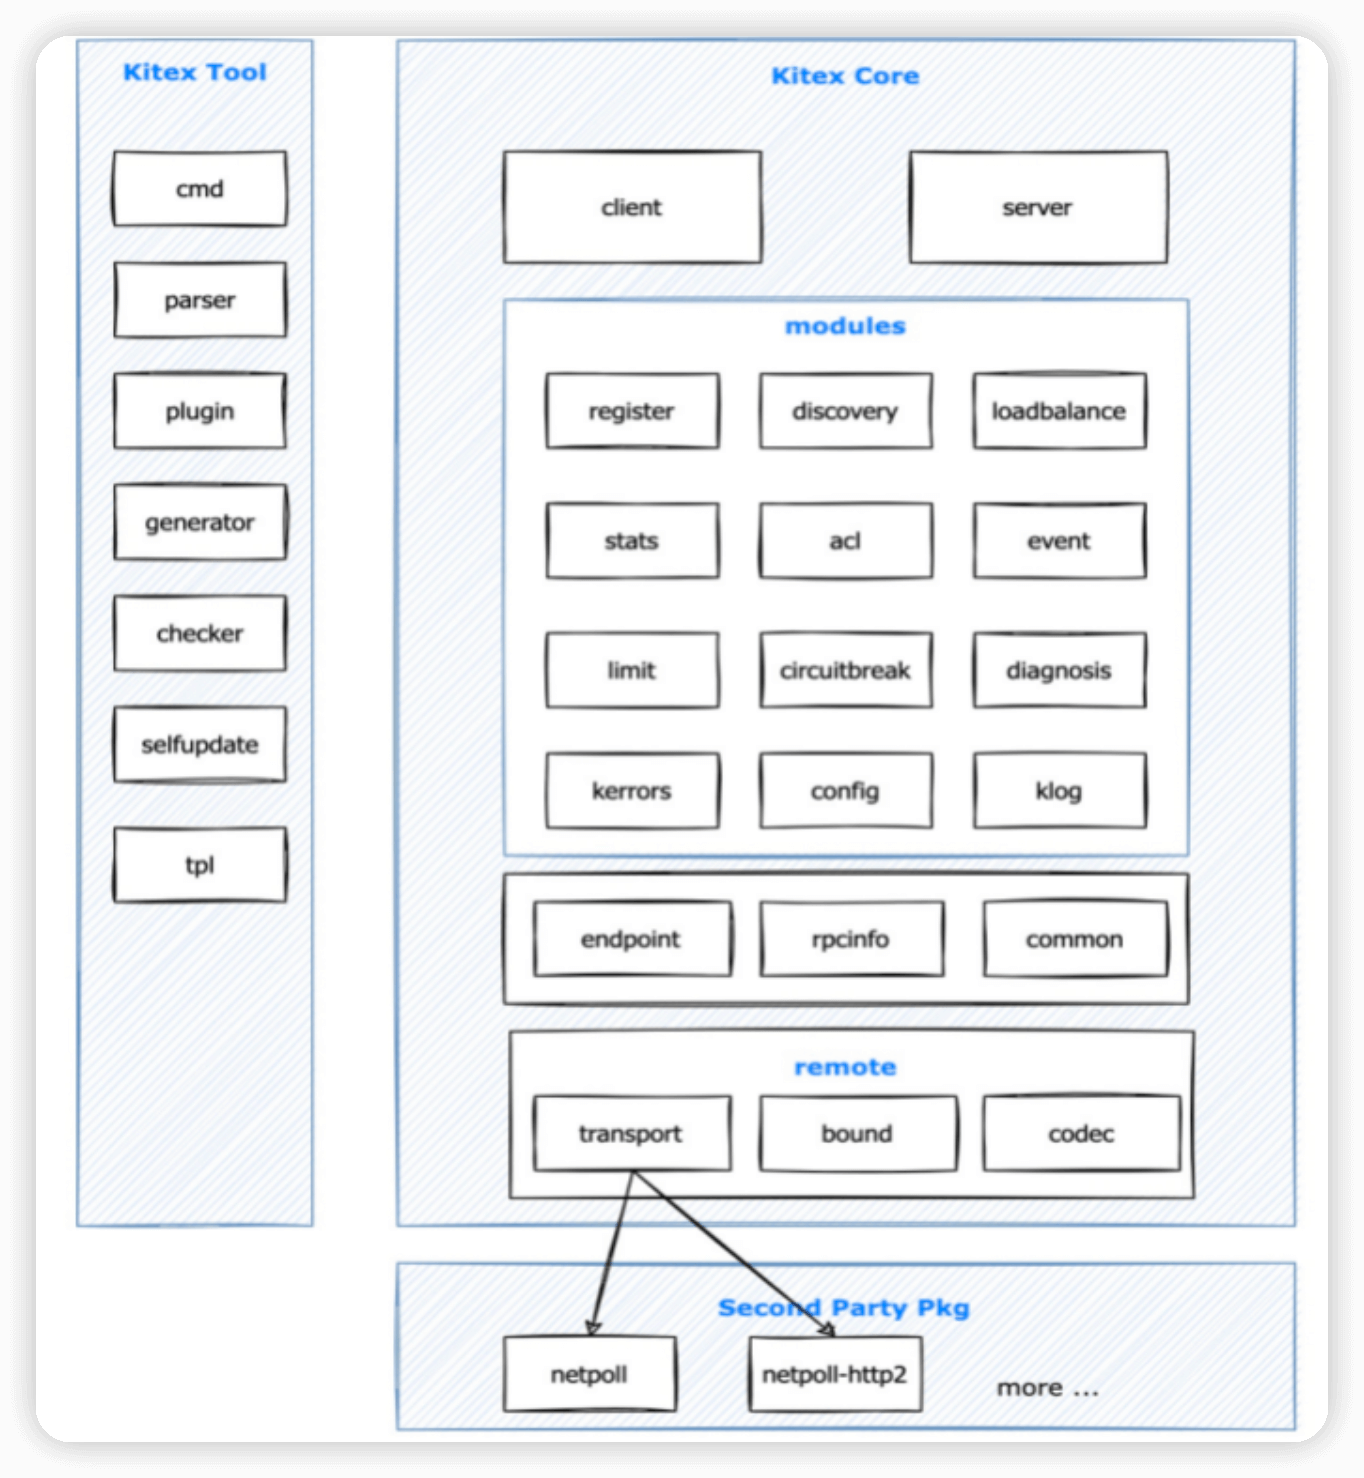 Kitex Tool
cmd
parser
plugin
generator
checker
selfupdate
tpl
Kitex Core
client
server
modules
register
discovery
loadbalance
stats
acl
event
limit
circuitbreak
diagnosis
kerrors
config
klog
endpoint
rpcinfo
common
remote
transport
bound
codec
Second Party Pkg
netpoll
netpoll-http2
more ...